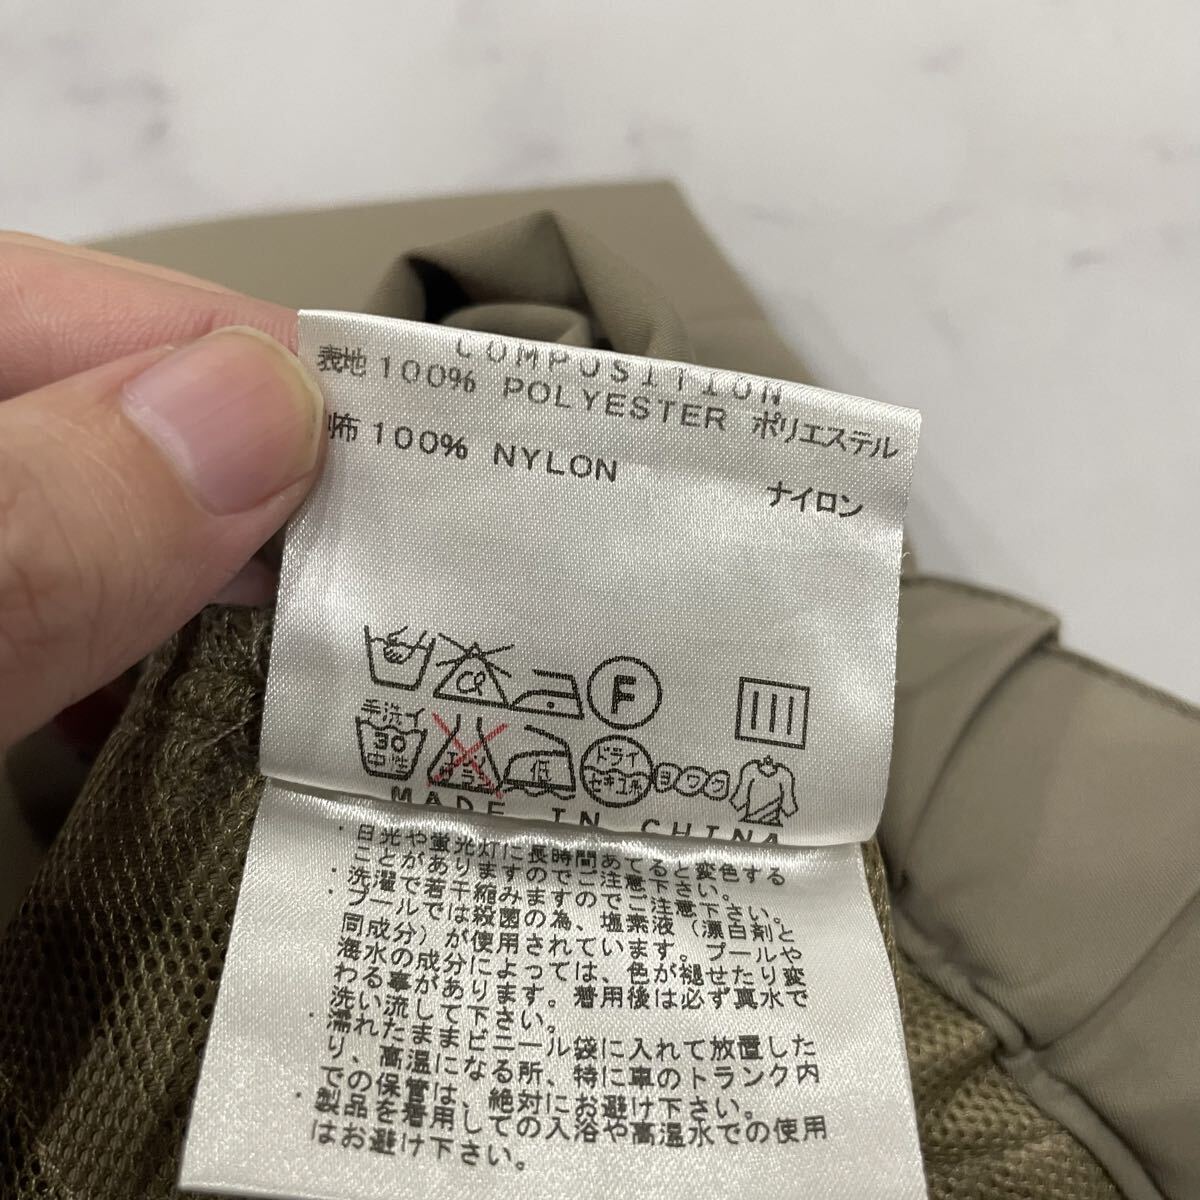 COMPOSITION
表地 100% POLYESTER ポリエステル
布 100% NYLON ナイロン
Cl F
手洗イ
30 中性
エンソ サラシ 低 ドライ セキユ系 ヨワク
MADE IN CHINA
・日光や蛍光灯に長時間あてると変色する
ことがありますのでご注意下さい。
・洗濯で若干縮みますのでご注意下さい。
・プールでは殺菌の為、塩素液(漂白剤と
同成分)が使用されています。プールや
海水の成分によっては、色が褪せたり変
わる事があります。着用後は必ず真水で
洗い流して下さい。
・濡れたままビニール袋に入れて放置した
り、高温になる所、特に車のトランク内
での保管は、絶対にお避け下さい。
・製品を着用しての入浴や高温水での使用
はお避け下さい。